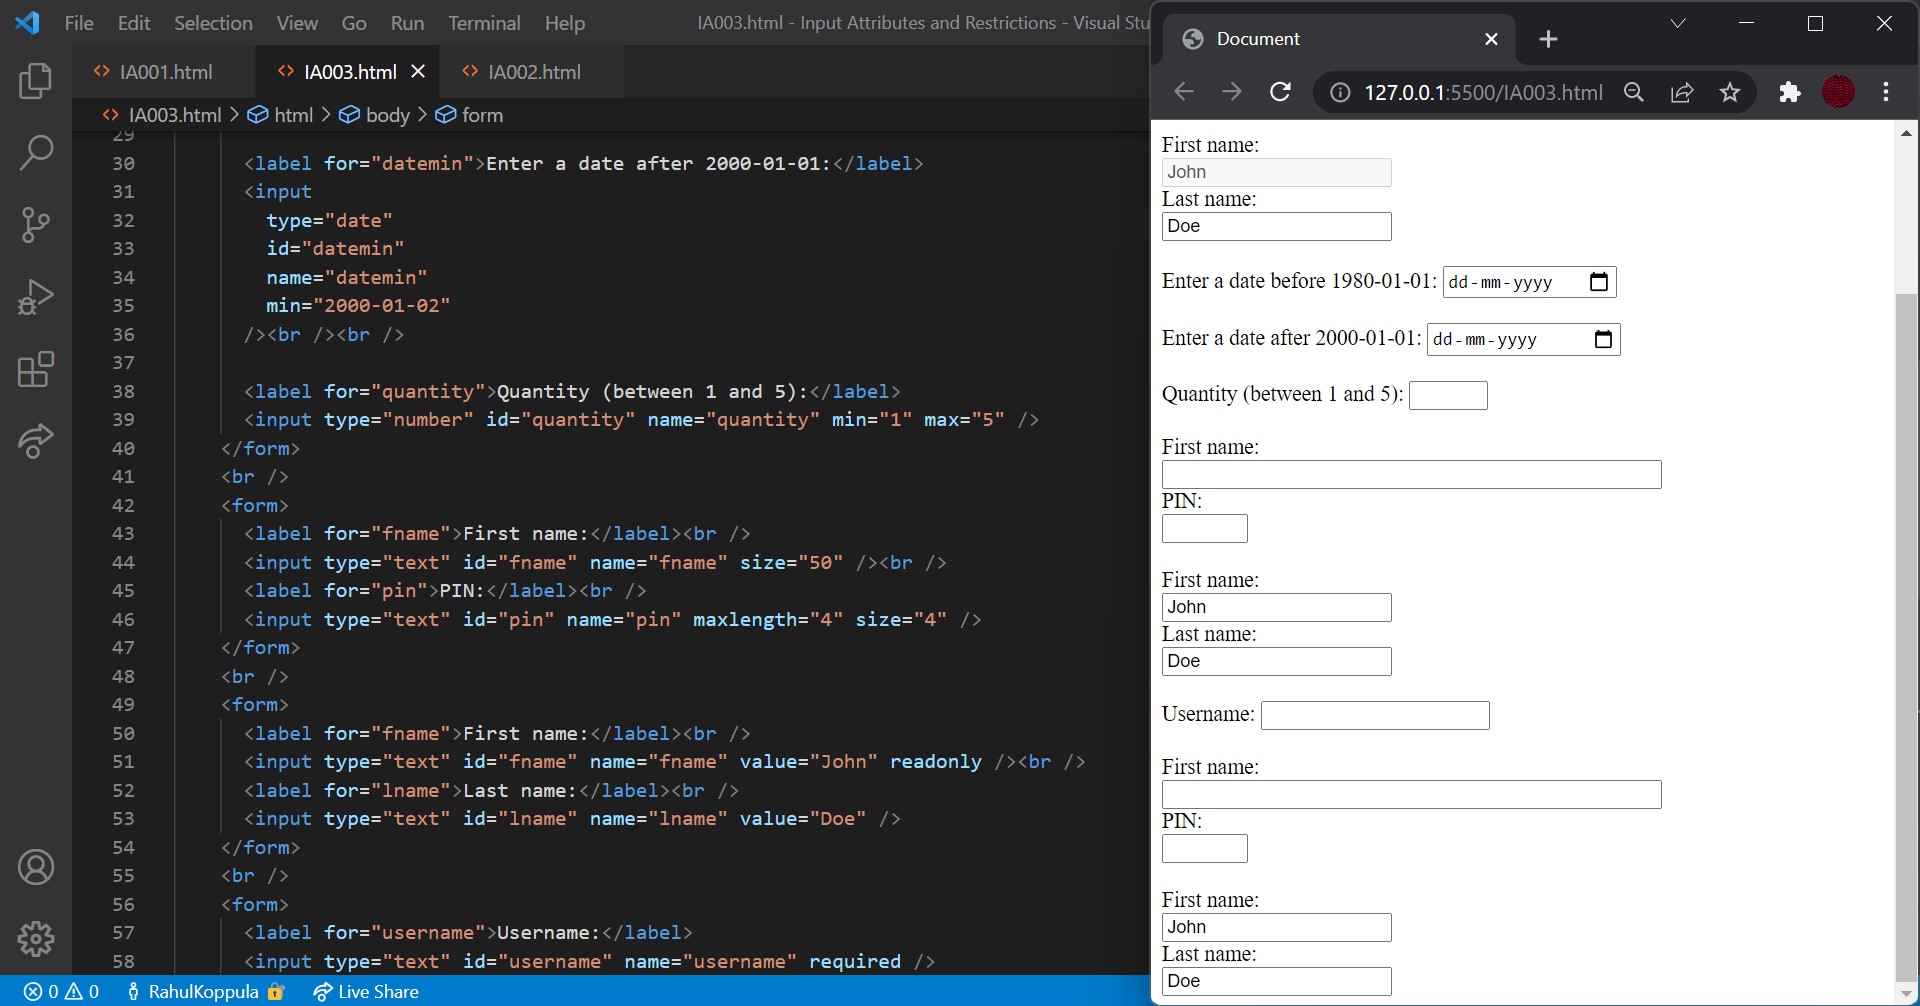 File Edit Selection View Go Run Terminal Help IA003.html - Input Attributes and Restrictions - Visual Stu
IA001.html IA003.html IA002.html
IA003.html > html > body > form
29
30 <label for="datemin">Enter a date after 2000-01-01:</label>
31 <input
32 type="date"
33 id="datemin"
34 name="datemin"
35 min="2000-01-02"
36 /><br /><br />
37
38 <label for="quantity">Quantity (between 1 and 5):</label>
39 <input type="number" id="quantity" name="quantity" min="1" max="5" />
40 </form>
41 <br />
42 <form>
43 <label for="fname">First name:</label><br />
44 <input type="text" id="fname" name="fname" size="50" /><br />
45 <label for="pin">PIN:</label><br />
46 <input type="text" id="pin" name="pin" maxlength="4" size="4" />
47 </form>
48 <br />
49 <form>
50 <label for="fname">First name:</label><br />
51 <input type="text" id="fname" name="fname" value="John" readonly /><br />
52 <label for="lname">Last name:</label><br />
53 <input type="text" id="lname" name="lname" value="Doe" />
54 </form>
55 <br />
56 <form>
57 <label for="username">Username:</label>
58 <input type="text" id="username" name="username" required />
0 0 RahulKoppula Live Share
Document
127.0.0.1:5500/IA003.html
First name:
John
Last name:
Doe
Enter a date before 1980-01-01: dd-mm-yyyy
Enter a date after 2000-01-01: dd-mm-yyyy
Quantity (between 1 and 5):
First name:
PIN:
First name:
John
Last name:
Doe
Username:
First name:
PIN:
First name:
John
Last name:
Doe